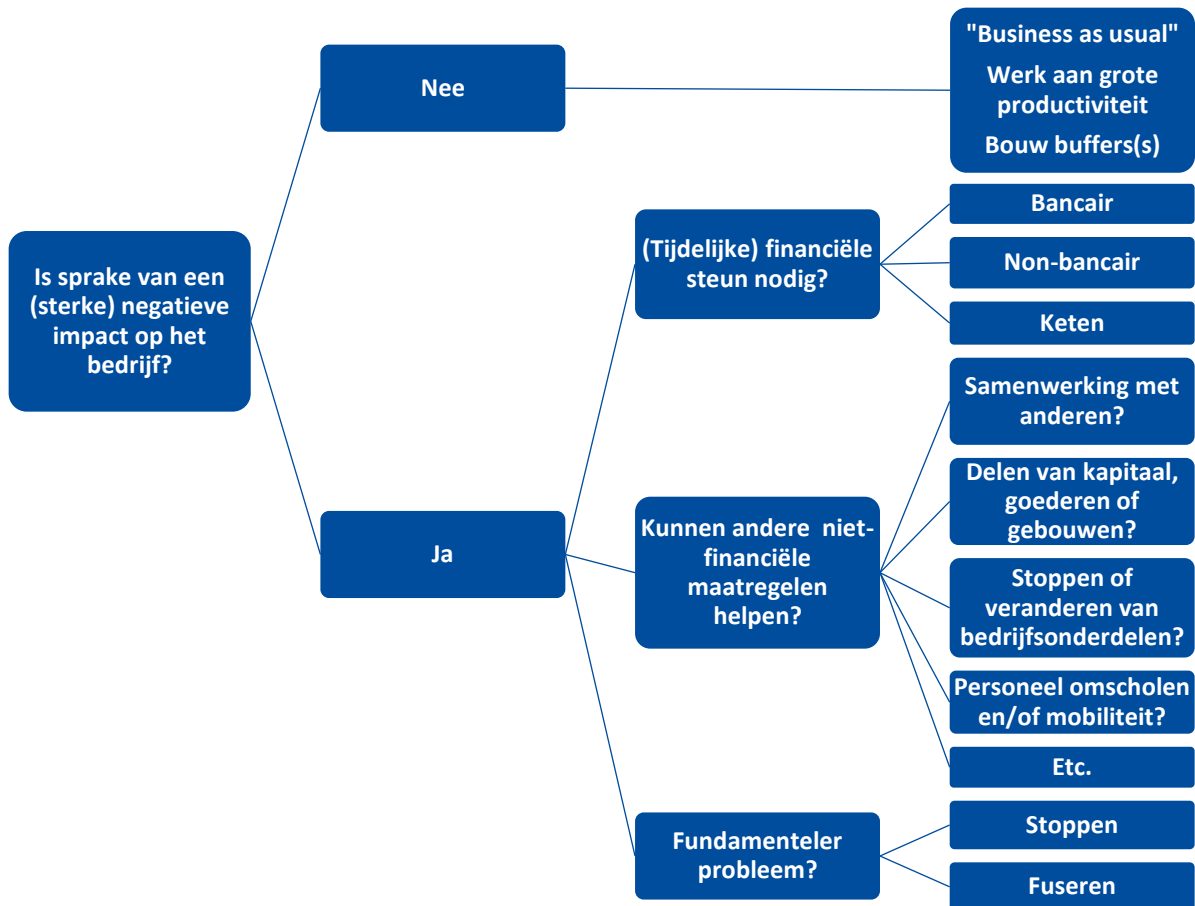 Is sprake van een
(sterke) negatieve
impact op het
bedrijf?
Nee
"Business as usual"
Werk aan grote
productiviteit
Bouw buffers(s)
Ja
(Tijdelijke) financiële
steun nodig?
Bancair
Non-bancair
Keten
Kunnen andere  niet-
financiële
maatregelen
helpen?
Samenwerking met
anderen?
Delen van kapitaal,
goederen of
gebouwen?
Stoppen of
veranderen van
bedrijfsonderdelen?
Personeel omscholen
en/of mobiliteit?
Etc.
Fundamenteler
probleem?
Stoppen
Fuseren